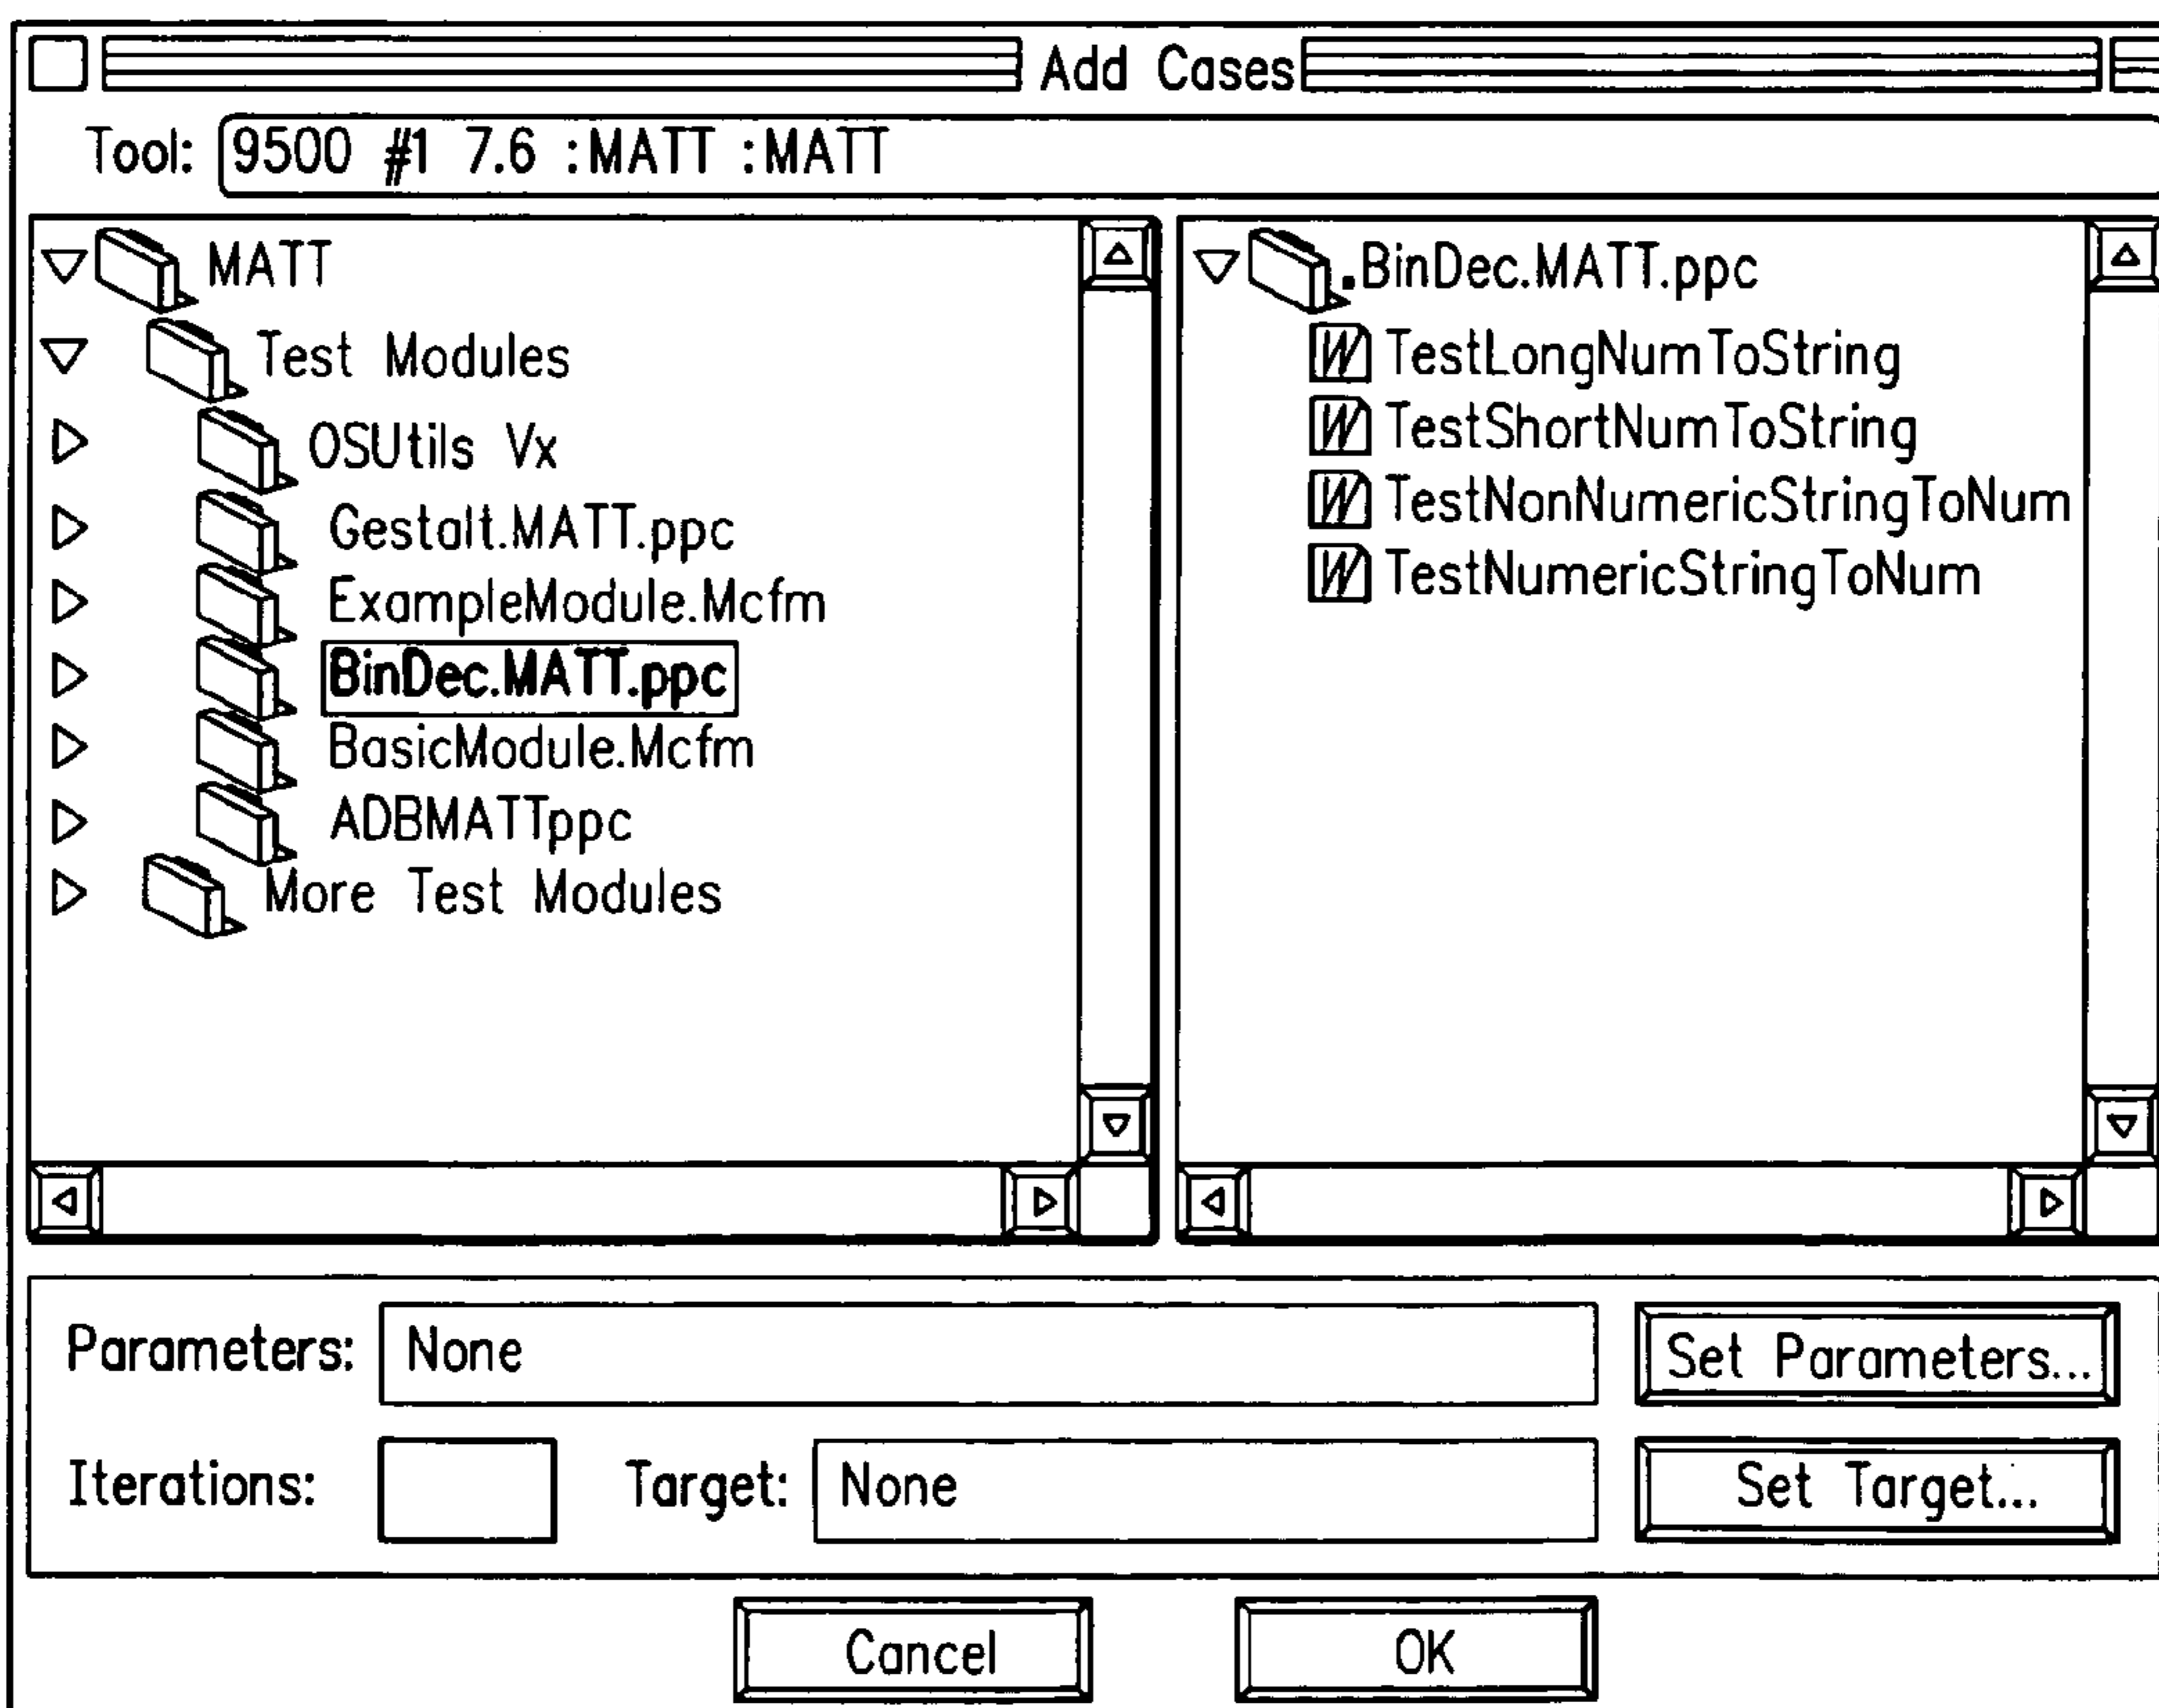 Add Cases
Tool: 9500 #1 7.6 :MATT :MATT
MATT
Test Modules
OSUtils Vx
Gestalt.MATT.ppc
ExampleModule.Mcfm
BinDec.MATT.ppc
BasicModule.Mcfm
ADBMATTppc
More Test Modules
.BinDec.MATT.ppc
TestLongNumToString
TestShortNumToString
TestNonNumericStringToNum
TestNumericStringToNum
Parameters: None Set Parameters...
Iterations: Target: None Set Target...
Cancel OK